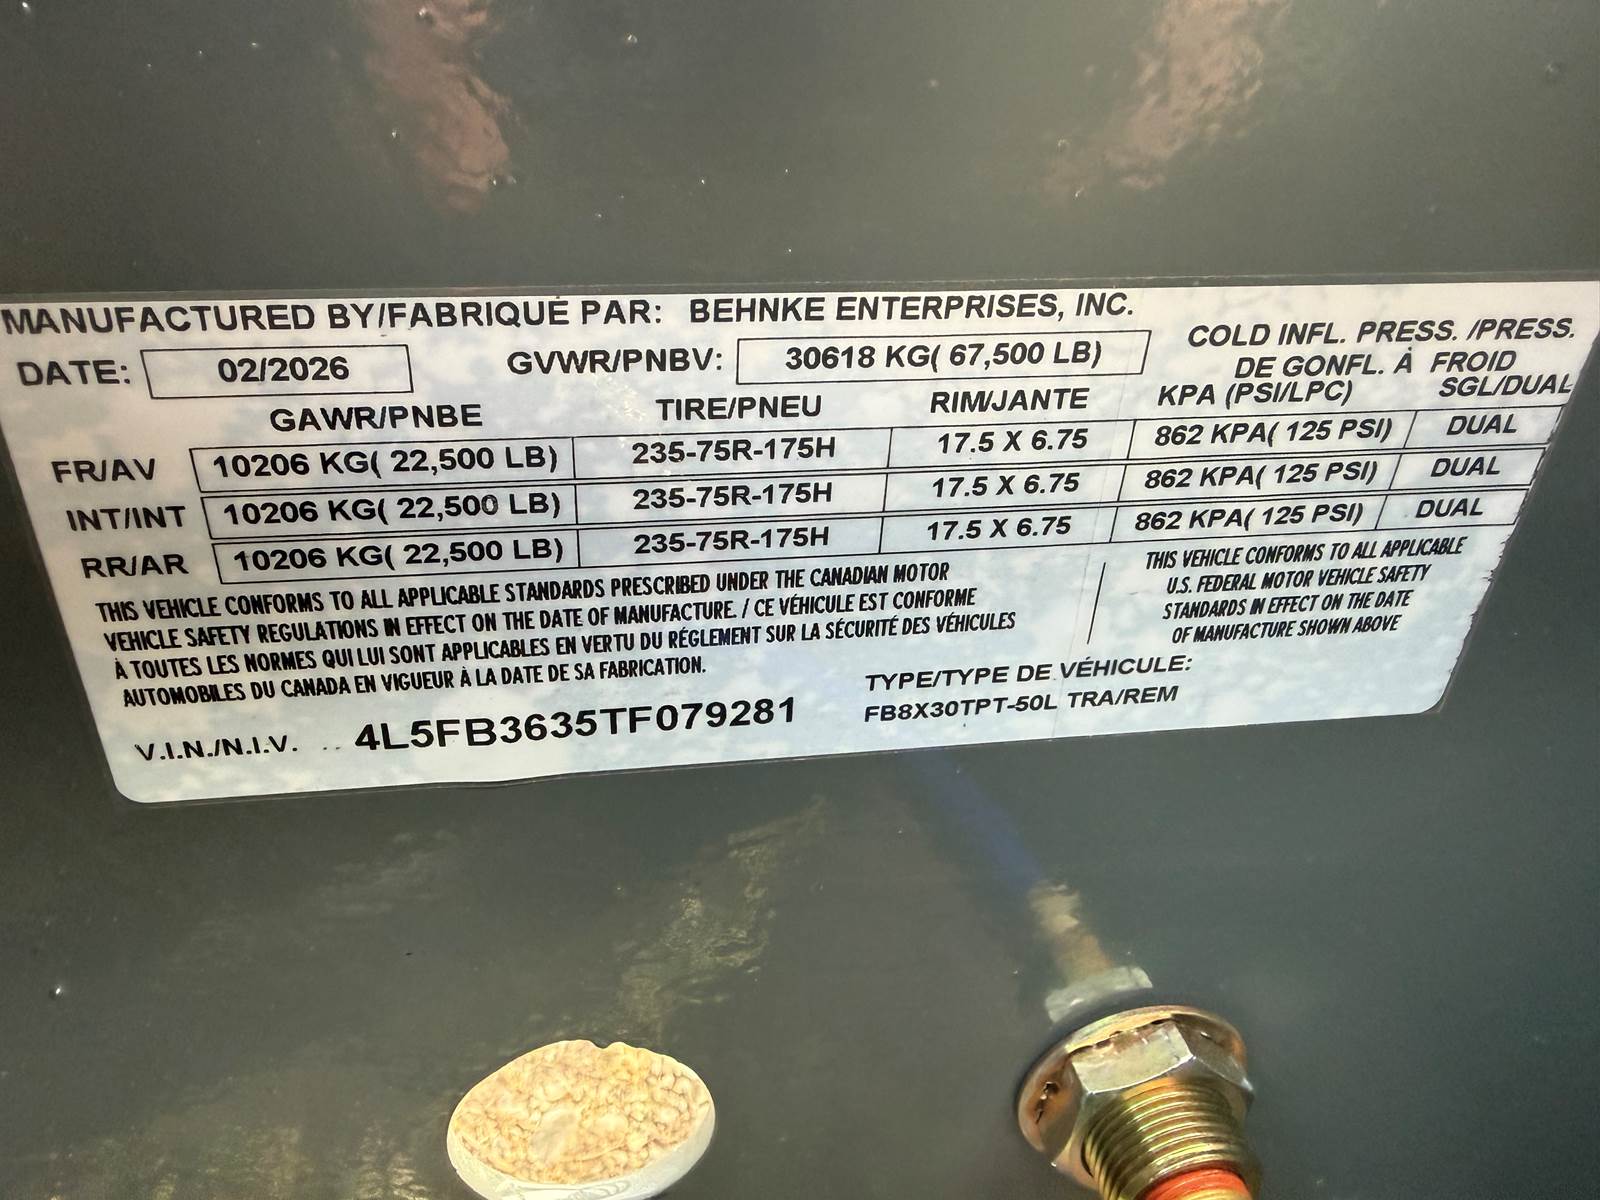 MANUFACTURED BY/FABRIQUÉ PAR: BEHNKE ENTERPRISES, INC.
DATE: 02/2026 GVWR/PNBV: 30618 KG( 67,500 LB)
COLD INFL. PRESS. /PRESS.
DE GONFL. À FROID
GAWR/PNBE TIRE/PNEU RIM/JANTE KPA (PSI/LPC) SGL/DUAL
FR/AV 10206 KG( 22,500 LB) 235-75R-175H 17.5 X 6.75 862 KPA( 125 PSI) DUAL
INT/INT 10206 KG( 22,500 LB) 235-75R-175H 17.5 X 6.75 862 KPA( 125 PSI) DUAL
RR/AR 10206 KG( 22,500 LB) 235-75R-175H 17.5 X 6.75 862 KPA( 125 PSI) DUAL
THIS VEHICLE CONFORMS TO ALL APPLICABLE STANDARDS PRESCRIBED UNDER THE CANADIAN MOTOR
VEHICLE SAFETY REGULATIONS IN EFFECT ON THE DATE OF MANUFACTURE. / CE VÉHICULE EST CONFORME
À TOUTES LES NORMES QUI LUI SONT APPLICABLES EN VERTU DU RÉGLEMENT SUR LA SÉCURITÉ DES VÉHICULES
AUTOMOBILES DU CANADA EN VIGUEUR À LA DATE DE SA FABRICATION.
THIS VEHICLE CONFORMS TO ALL APPLICABLE
U.S. FEDERAL MOTOR VEHICLE SAFETY
STANDARDS IN EFFECT ON THE DATE
OF MANUFACTURE SHOWN ABOVE
V.I.N./N.I.V. .. 4L5FB3635TF079281
TYPE/TYPE DE VÉHICULE:
FB8X30TPT-50L TRA/REM